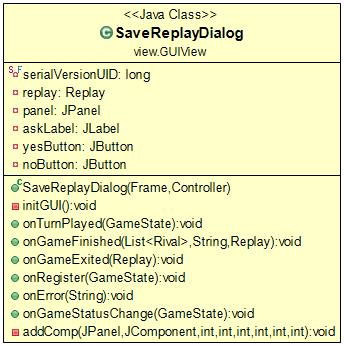 <<Java Class>>
C SaveReplayDialog
view.GUIView
S F serialVersionUID: long
replay: Replay
panel: JPanel
askLabel: JLabel
yesButton: JButton
noButton: JButton
C SaveReplayDialog(Frame,Controller)
initGUI():void
onTurnPlayed(GameState):void
onGameFinished(List<Rival>,String,Replay):void
onGameExited(Replay):void
onRegister(GameState):void
onError(String):void
onGameStatusChange(GameState):void
addComp(JPanel,JComponent,int,int,int,int,int,int):void